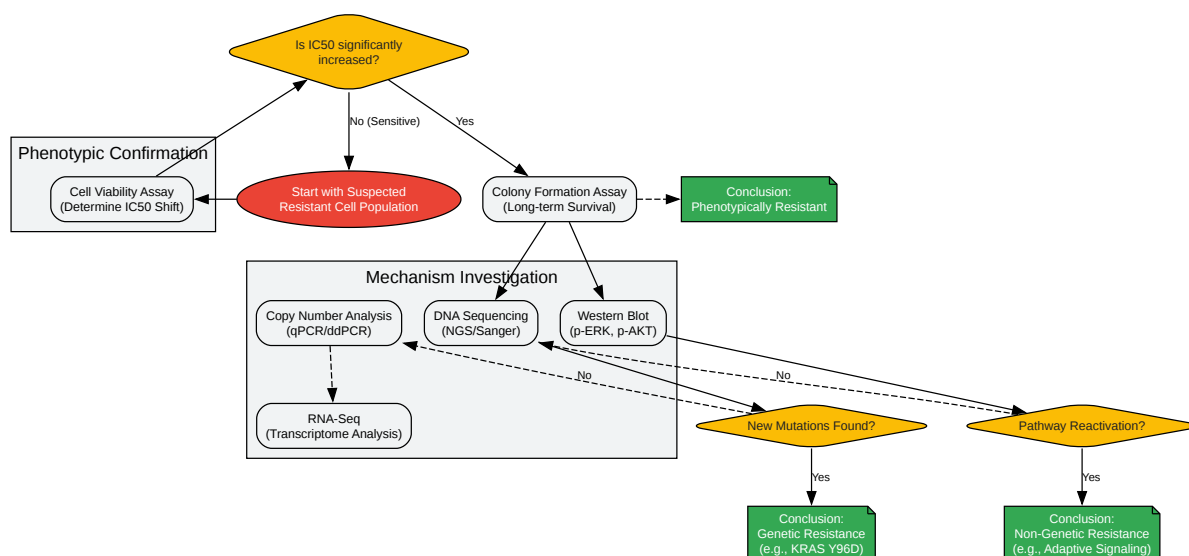 Is IC50 significantly
increased?
No (Sensitive)
Yes
Phenotypic Confirmation
Cell Viability Assay
(Determine IC50 Shift)
Start with Suspected
Resistant Cell Population
Colony Formation Assay
(Long-term Survival)
Conclusion:
Phenotypically Resistant
Mechanism Investigation
Copy Number Analysis
(qPCR/ddPCR)
DNA Sequencing
(NGS/Sanger)
Western Blot
(p-ERK, p-AKT)
No
No
RNA-Seq
(Transcriptome Analysis)
New Mutations Found?
Pathway Reactivation?
Yes
Yes
Conclusion:
Genetic Resistance
(e.g., KRAS Y96D)
Conclusion:
Non-Genetic Resistance
(e.g., Adaptive Signaling)